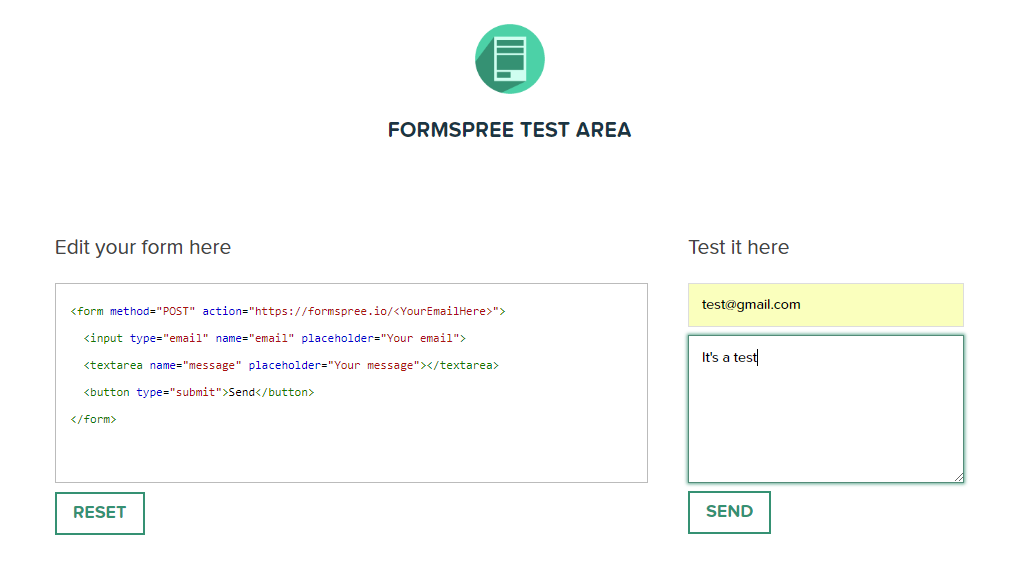 FORMSPREE TEST AREA
Edit your form here
<form method="POST" action="https://formspree.io/<YourEmailHere>">
<input type="email" name="email" placeholder="Your email">
<textarea name="message" placeholder="Your message"></textarea>
<button type="submit">Send</button>
</form>
RESET
Test it here
test@gmail.com
It's a test
SEND